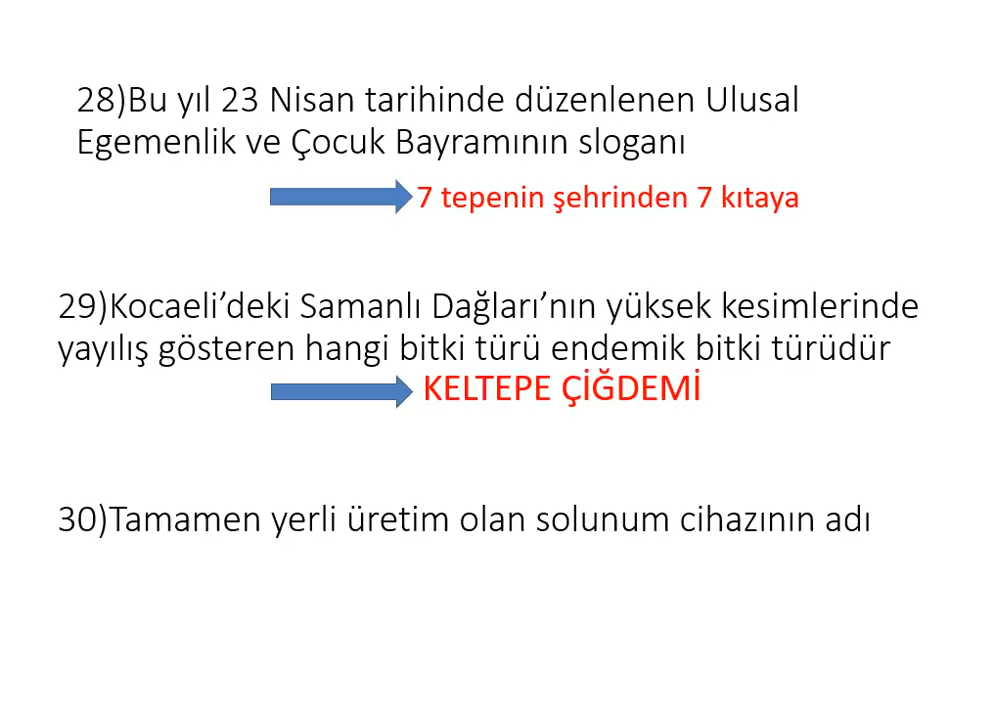 28)Bu yıl 23 Nisan tarihinde düzenlenen Ulusal
Egemenlik ve Çocuk Bayramının sloganı
7 tepenin şehrinden 7 kıtaya
29)Kocaeli’deki Samanlı Dağları’nın yüksek kesimlerinde
yayılış gösteren hangi bitki türü endemik bitki türüdür
KELTEPE ÇİĞDEMİ
30)Tamamen yerli üretim olan solunum cihazının adı